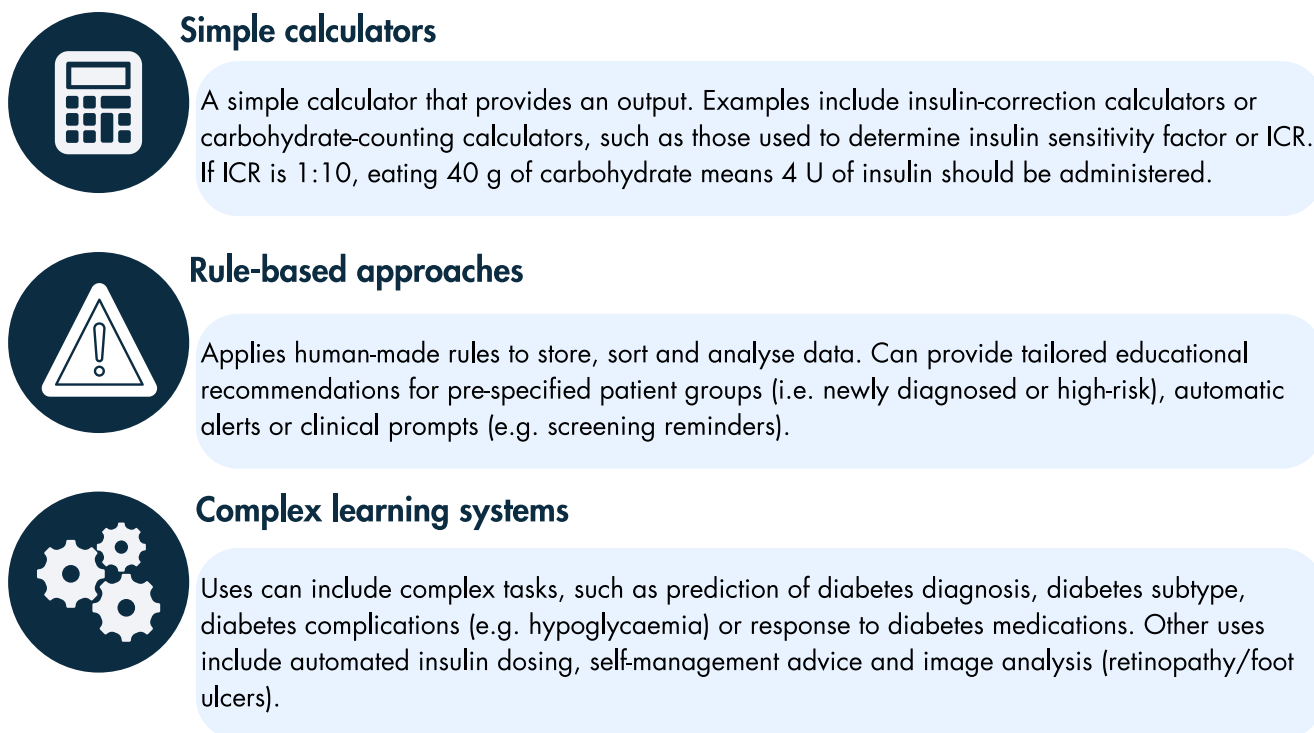 Simple calculators
A simple calculator that provides an output. Examples include insulin-correction calculators or
carbohydrate-counting calculators, such as those used to determine insulin sensitivity factor or ICR.
If ICR is 1:10, eating 40 g of carbohydrate means 4 U of insulin should be administered.
Rule-based approaches
Applies human-made rules to store, sort and analyse data. Can provide tailored educational
recommendations for pre-specified patient groups (i.e. newly diagnosed or high-risk), automatic
alerts or clinical prompts (e.g. screening reminders).
Complex learning systems
Uses can include complex tasks, such as prediction of diabetes diagnosis, diabetes subtype,
diabetes complications (e.g. hypoglycaemia) or response to diabetes medications. Other uses
include automated insulin dosing, self-management advice and image analysis (retinopathy/foot
ulcers).